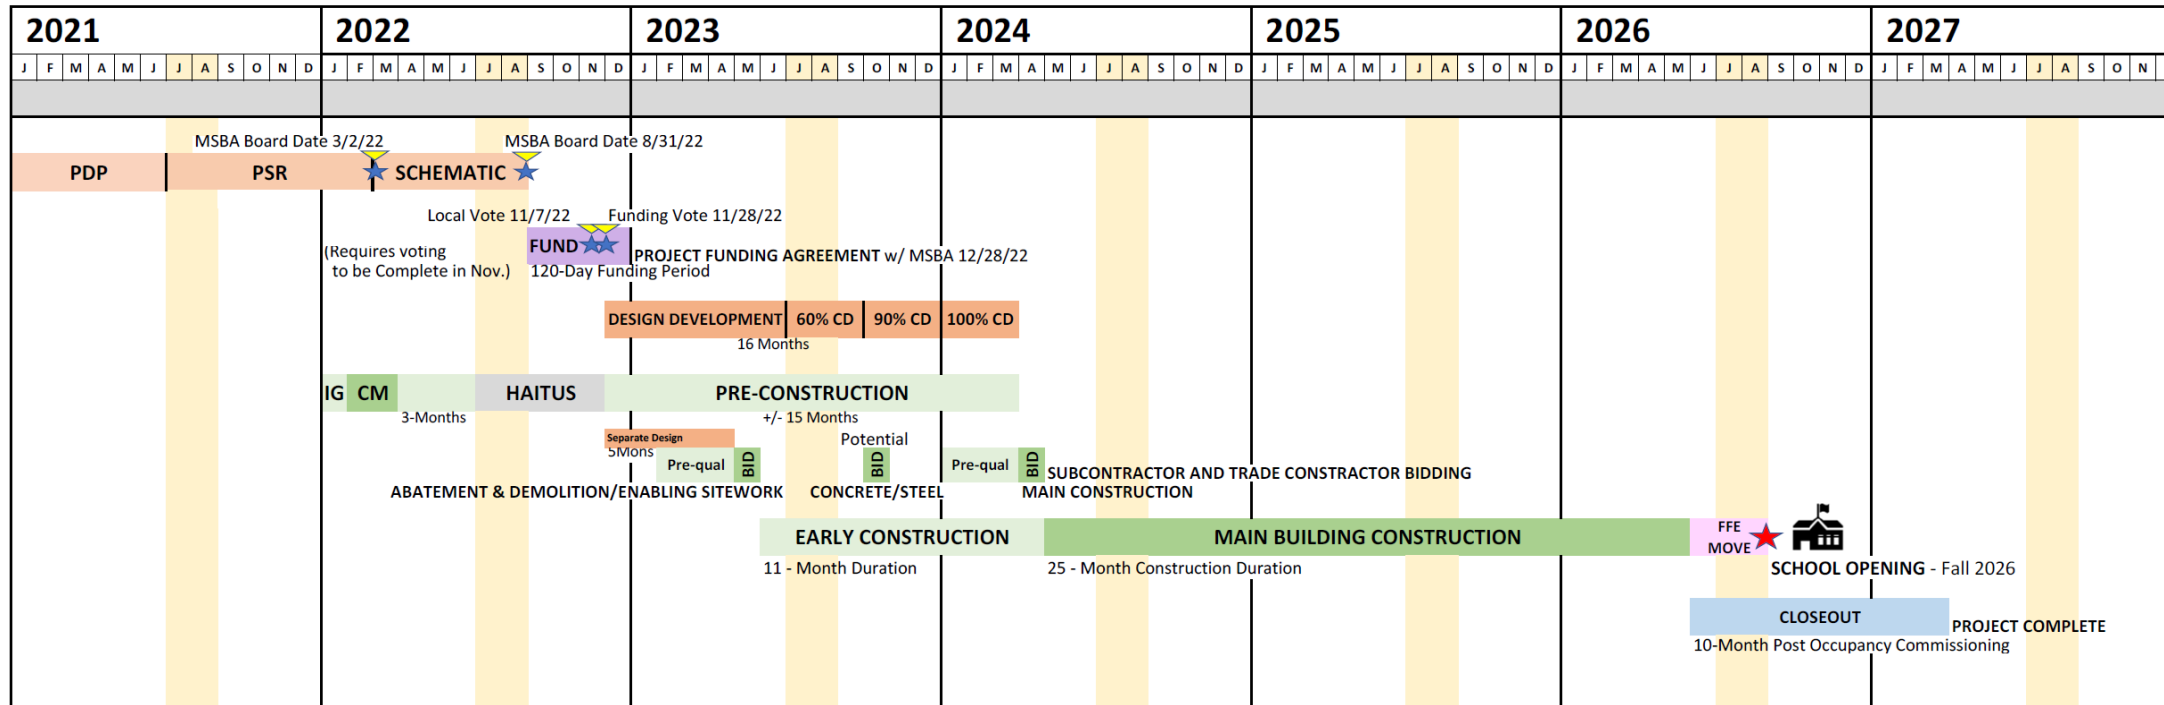 2021 2022 2023 2024 2025 2026 2027
J F M A M J J A S O N D J F M A M J J A S O N D J F M A M J J A S O N D J F M A M J J A S O N D J F M A M J J A S O N D J F M A M J J A S O N D J F M A M J J A S O N
MSBA Board Date 3/2/22 MSBA Board Date 8/31/22
PDP PSR SCHEMATIC
Local Vote 11/7/22 Funding Vote 11/28/22
FUND
(Requires voting
to be Complete in Nov.)
PROJECT FUNDING AGREEMENT w/ MSBA 12/28/22
120-Day Funding Period
DESIGN DEVELOPMENT 60% CD 90% CD 100% CD
16 Months
IG CM HAITUS PRE-CONSTRUCTION
3-Months +/- 15 Months
Separate Design Potential
5Mons
Pre-qual BID BID Pre-qual BID
SUBCONTRACTOR AND TRADE CONSTRACTOR BIDDING
ABATEMENT & DEMOLITION/ENABLING SITEWORK CONCRETE/STEEL MAIN CONSTRUCTION
EARLY CONSTRUCTION MAIN BUILDING CONSTRUCTION
FFE
MOVE
11 - Month Duration 25 - Month Construction Duration SCHOOL OPENING - Fall 2026
CLOSEOUT
PROJECT COMPLETE
10-Month Post Occupancy Commissioning